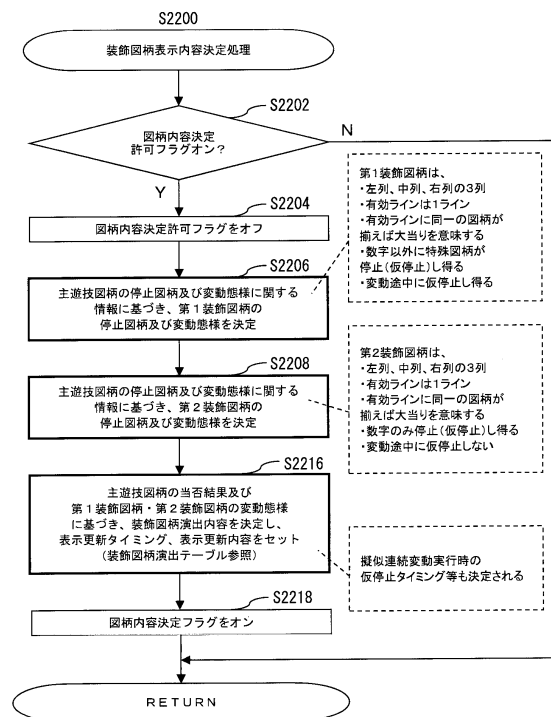 S2200
装飾図柄表示内容決定処理
S2202
図柄内容決定
許可フラグオン？
N
Y
S2204
図柄内容決定許可フラグをオフ
S2206
主遊技図柄の停止図柄及び変動態様に関する
情報に基づき、第１装飾図柄の
停止図柄及び変動態様を決定
第１装飾図柄は、
・左列、中列、右列の３列
・有効ラインは１ライン
・有効ラインに同一の図柄が
揃えば大当りを意味する
・数字以外に特殊図柄が
停止(仮停止)し得る
・変動途中に仮停止し得る
S2208
主遊技図柄の停止図柄及び変動態様に関する
情報に基づき、第２装飾図柄の
停止図柄及び変動態様を決定
第２装飾図柄は、
・左列、中列、右列の３列
・有効ラインは１ライン
・有効ラインに同一の図柄が
揃えば大当りを意味する
・数字のみ停止(仮停止)し得る
・変動途中に仮停止しない
S2216
主遊技図柄の当否結果及び
第１装飾図柄・第２装飾図柄の変動態様
に基づき、装飾図柄演出内容を決定し、
表示更新タイミング、表示更新内容をセット
(装飾図柄演出テーブル参照)
擬似連続変動実行時の
仮停止タイミング等も決定される
S2218
図柄内容決定フラグをオン
RETURN